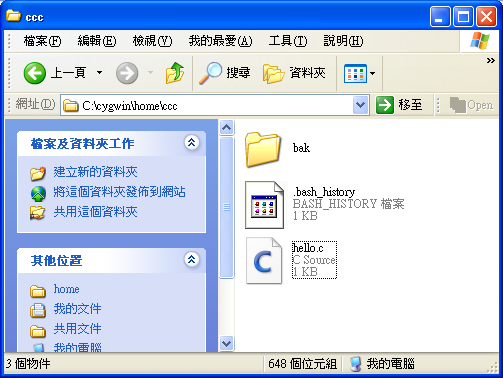 ccc
檔案(F) 編輯(E) 檢視(V) 我的最愛(A) 工具(T) 說明(H)
上一頁 搜尋 資料夾
網址(D) C:\cygwin\home\ccc 移至 Open
檔案及資料夾工作
建立新的資料夾
將這個資料夾發佈到網站
共用這個資料夾
其他位置
home
我的文件
共用文件
我的電腦
bak
.bash_history
BASH_HISTORY 檔案
1 KB
hello.c
C Source
1 KB
3 個物件 648 個位元組 我的電腦